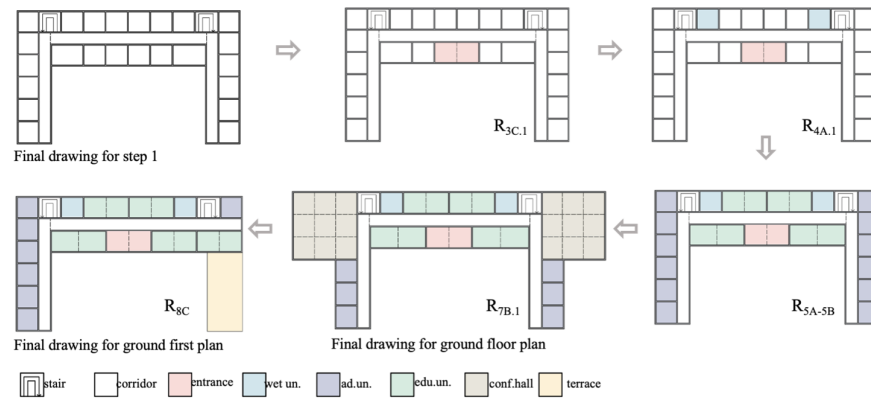 R3C.1
R4A.1
Final drawing for step 1
R8C
R7B.1
R5A-5B
Final drawing for ground first plan
Final drawing for ground floor plan
stair
corridor
entrance
wet un.
ad.un.
edu.un.
conf.hall
terrace